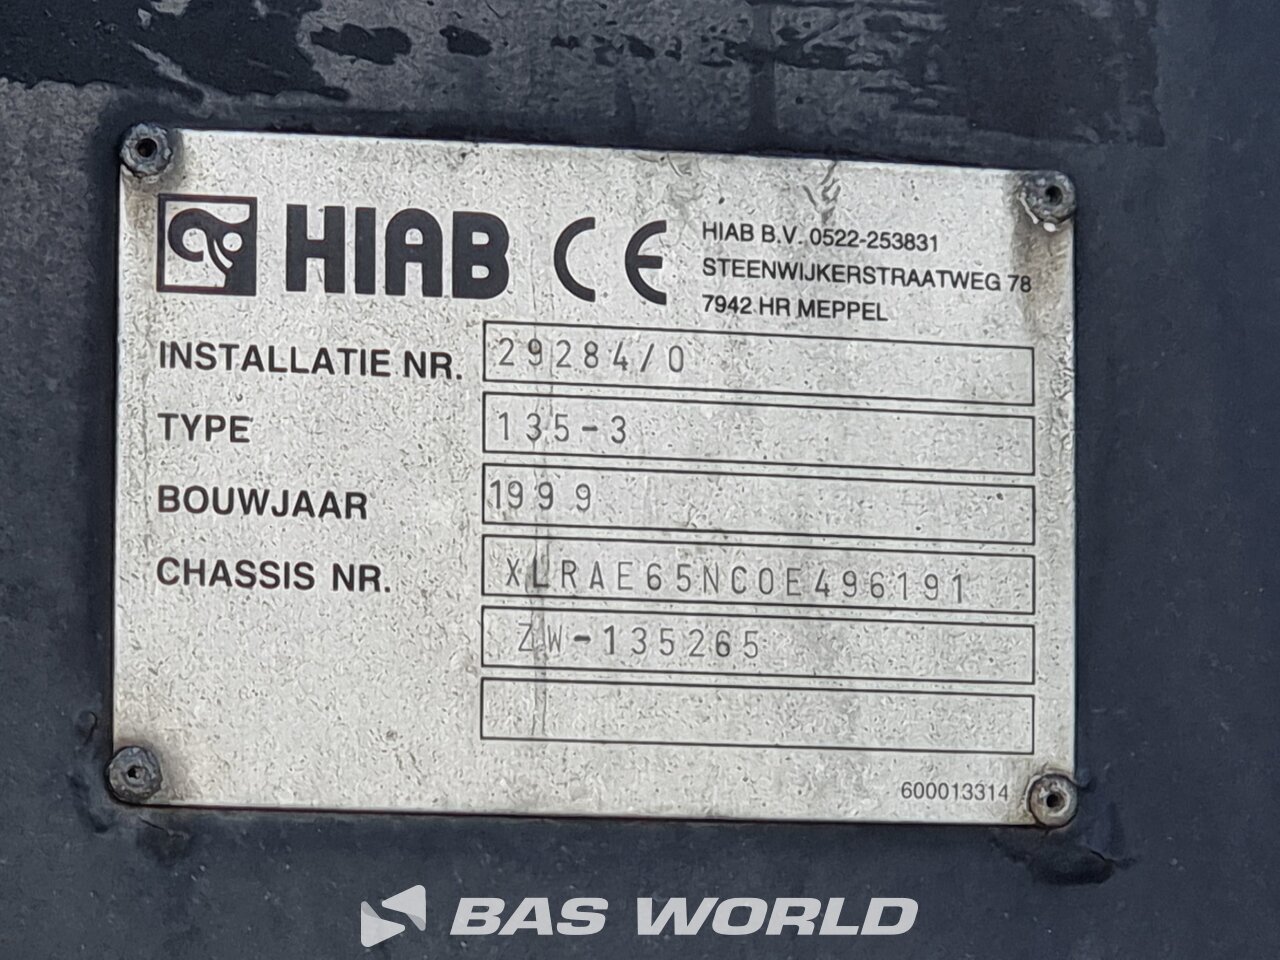 HIAB CE
HIAB B.V. 0522-253831
STEENWIJKERSTRAATWEG 78
7942 HR MEPPEL
INSTALLATIE NR. 29284/0
TYPE 135-3
BOUWJAAR 1999
CHASSIS NR. XLRAE65NC0E496191
ZW-135265
600013314
BAS WORLD